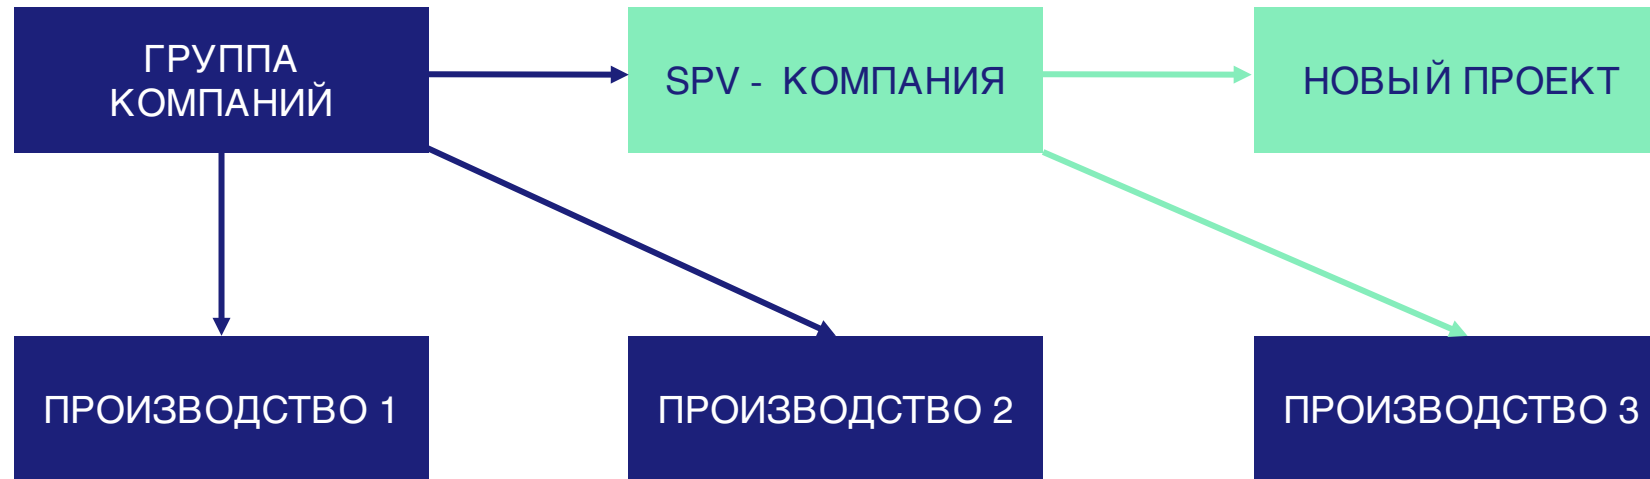 ГРУППА
КОМПАНИЙ
SPV - КОМПАНИЯ
НОВЫЙ ПРОЕКТ
ПРОИЗВОДСТВО 1
ПРОИЗВОДСТВО 2
ПРОИЗВОДСТВО 3